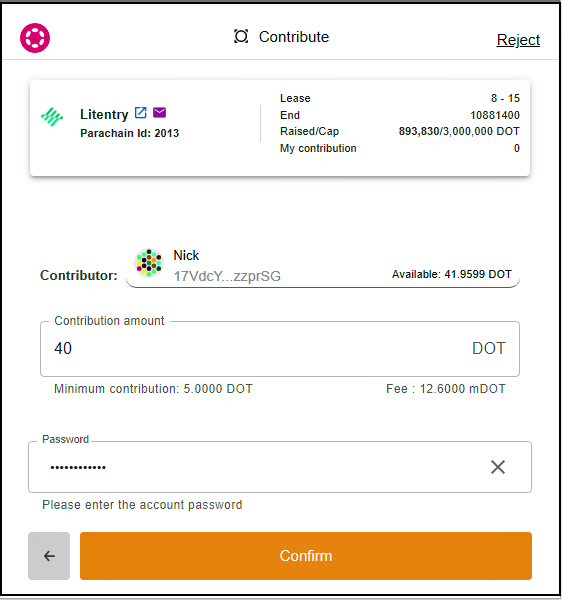 Contribute
Reject
Litentry
Parachain Id: 2013
Lease 8 - 15
End 10881400
Raised/Cap 893,830/3,000,000 DOT
My contribution 0
Contributor:
Nick
17VdcY...zzprSG
Available: 41.9599 DOT
Contribution amount
40 DOT
Minimum contribution: 5.0000 DOT Fee : 12.6000 mDOT
Password
••••••••••••
Please enter the account password
Confirm